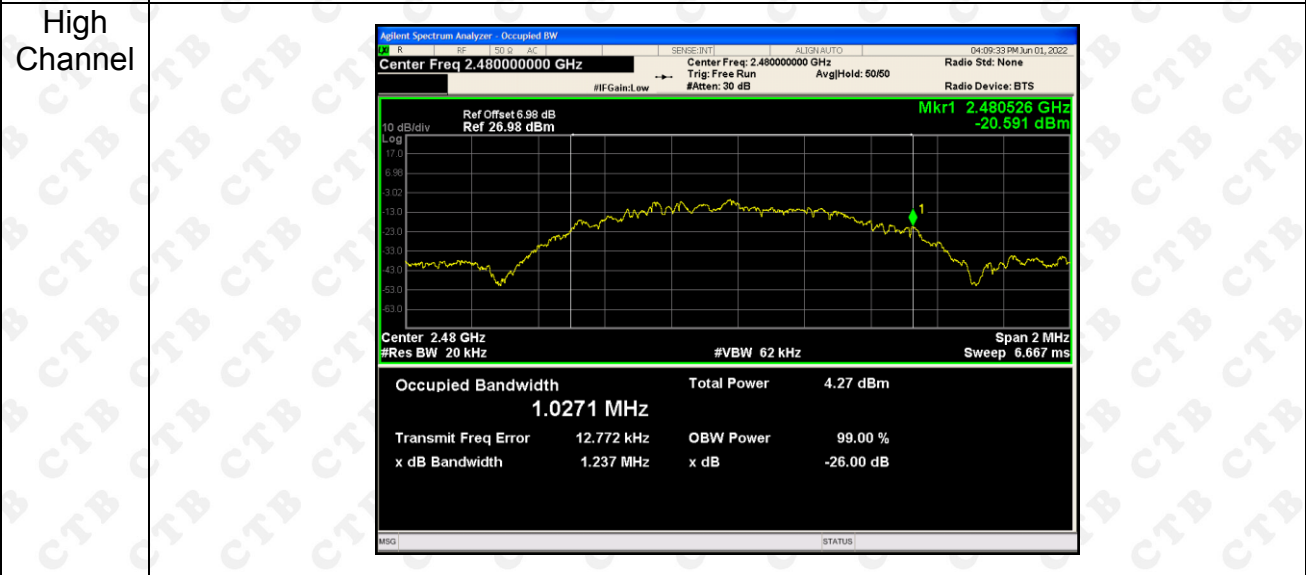 High
Channel
Agilent Spectrum Analyzer - Occupied BW
LXI R RF 50 Ω AC SENSE:INT ALIGN AUTO 04:09:33 PM Jun 01, 2022
Center Freq 2.480000000 GHz Center Freq: 2.480000000 GHz Radio Std: None
Trig: Free Run Avg|Hold: 50/50
#IFGain:Low #Atten: 30 dB Radio Device: BTS
Mkr1 2.480526 GHz
Ref Offset 6.98 dB
10 dB/div Ref 26.98 dBm -20.591 dBm
Log
17.0
6.98
-3.02
-13.0
1
-23.0
-33.0
-43.0
-53.0
-63.0
Center 2.48 GHz Span 2 MHz
#Res BW 20 kHz #VBW 62 kHz Sweep 6.667 ms
Occupied Bandwidth Total Power 4.27 dBm
1.0271 MHz
Transmit Freq Error 12.772 kHz OBW Power 99.00 %
x dB Bandwidth 1.237 MHz x dB -26.00 dB
MSG STATUS